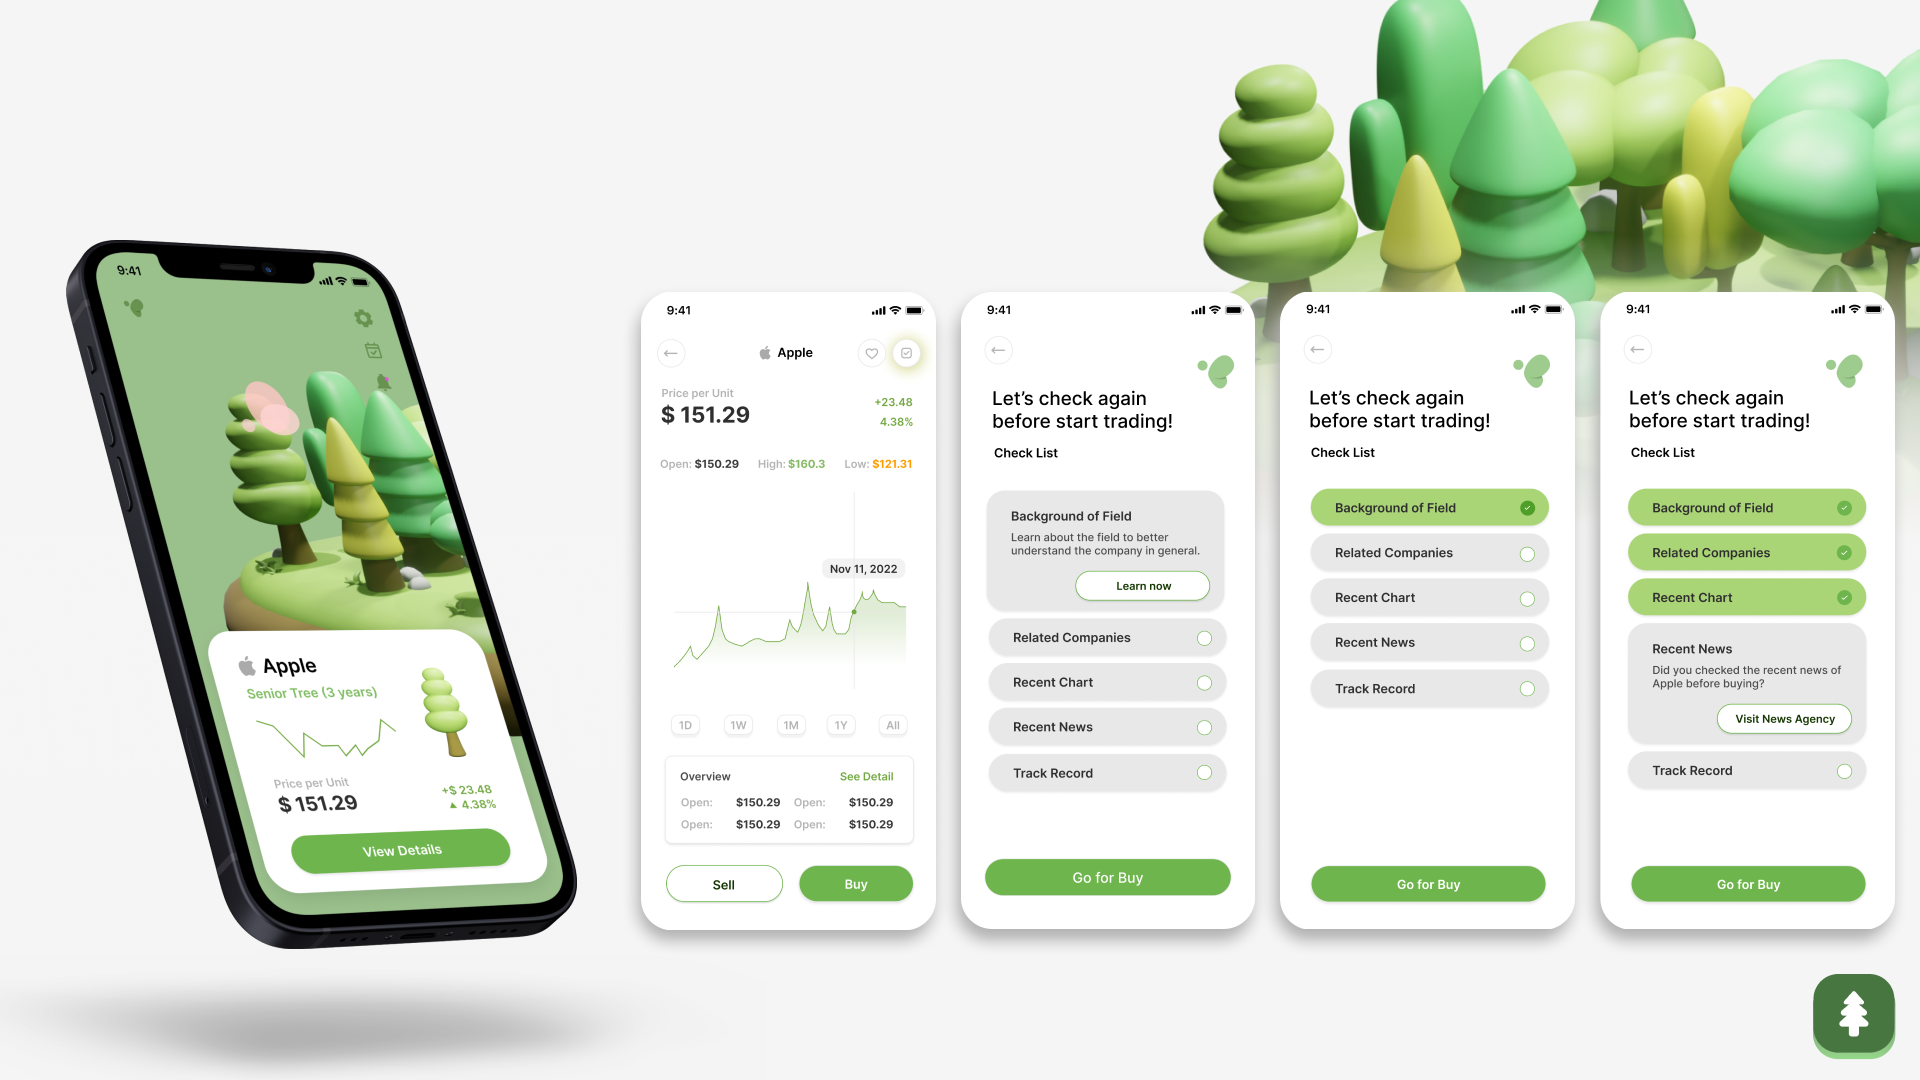 9:41
Apple
Senior Tree (3 years)
Price per Unit
$ 151.29
+$ 23.48
▲ 4.38%
View Details
9:41
Apple
Price per Unit
$ 151.29
+23.48
4.38%
Open: $150.29 High: $160.3 Low: $121.31
Nov 11, 2022
1D 1W 1M 1Y All
Overview See Detail
Open: $150.29 Open: $150.29
Open: $150.29 Open: $150.29
Sell Buy
9:41
Let's check again
before start trading!
Check List
Background of Field
Learn about the field to better
understand the company in general.
Learn now
Related Companies
Recent Chart
Recent News
Track Record
Go for Buy
9:41
Let's check again
before start trading!
Check List
Background of Field
Related Companies
Recent Chart
Recent News
Track Record
Go for Buy
9:41
Let's check again
before start trading!
Check List
Background of Field
Related Companies
Recent Chart
Recent News
Did you checked the recent news of
Apple before buying?
Visit News Agency
Track Record
Go for Buy